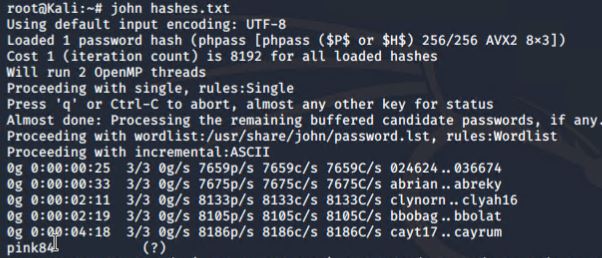 root@Kali:~# john hashes.txt
Using default input encoding: UTF-8
Loaded 1 password hash (phpass [phpass ($P$ or $H$) 256/256 AVX2 8×3])
Cost 1 (iteration count) is 8192 for all loaded hashes
Will run 2 OpenMP threads
Proceeding with single, rules:Single
Press 'q' or Ctrl-C to abort, almost any other key for status
Almost done: Processing the remaining buffered candidate passwords, if any.
Proceeding with wordlist:/usr/share/john/password.lst, rules:Wordlist
Proceeding with incremental:ASCII
0g 0:00:00:25  3/3 0g/s 7659p/s 7659c/s 7659C/s 024624..036674
0g 0:00:00:33  3/3 0g/s 7675p/s 7675c/s 7675C/s abrian..abreky
0g 0:00:02:11  3/3 0g/s 8133p/s 8133c/s 8133C/s clynorn..clyah16
0g 0:00:02:19  3/3 0g/s 8105p/s 8105c/s 8105C/s bbobag..bbolat
0g 0:00:04:18  3/3 0g/s 8186p/s 8186c/s 8186C/s cayt17..cayrum
pink84           (?)